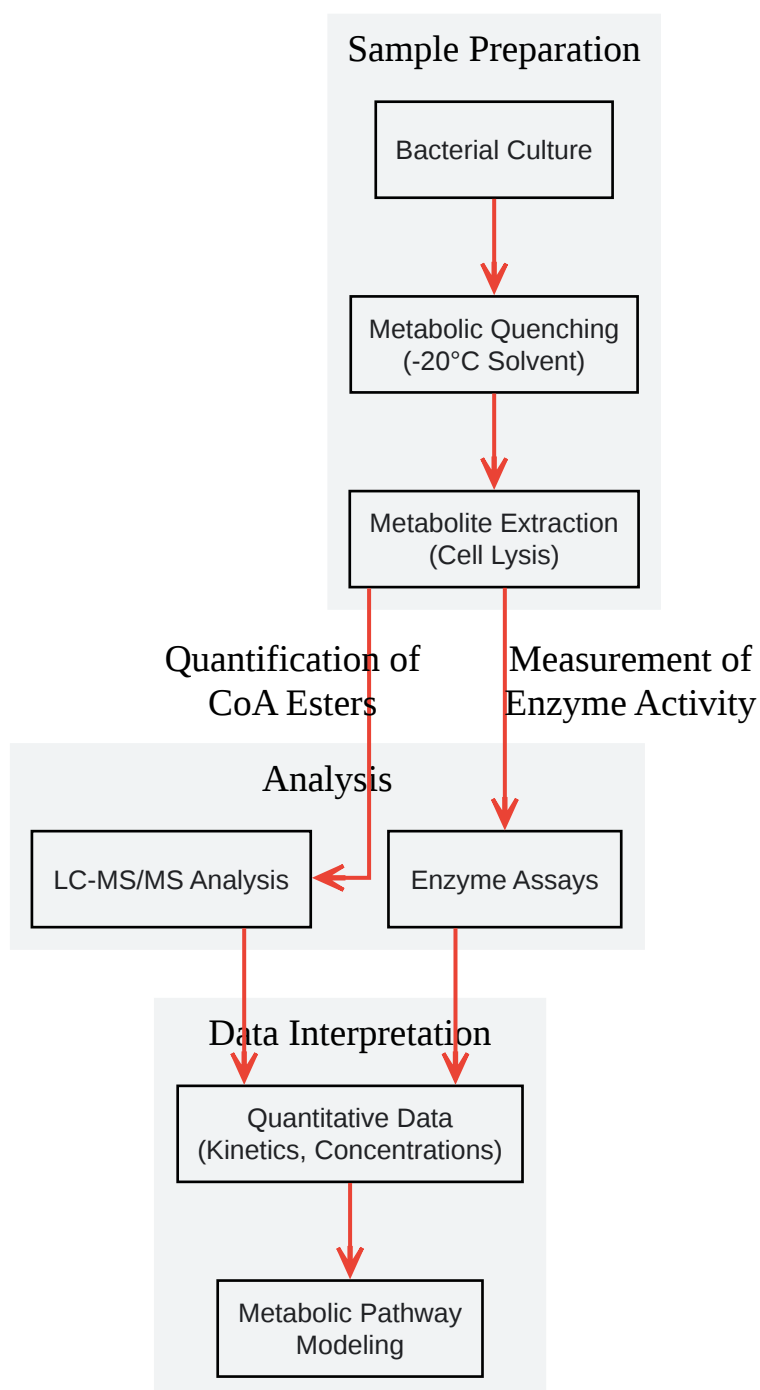 Sample Preparation
Bacterial Culture
Metabolic Quenching
(-20°C Solvent)
Metabolite Extraction
(Cell Lysis)
Quantification of
CoA Esters
Measurement of
Enzyme Activity
Analysis
LC-MS/MS Analysis
Enzyme Assays
Data Interpretation
Quantitative Data
(Kinetics, Concentrations)
Metabolic Pathway
Modeling